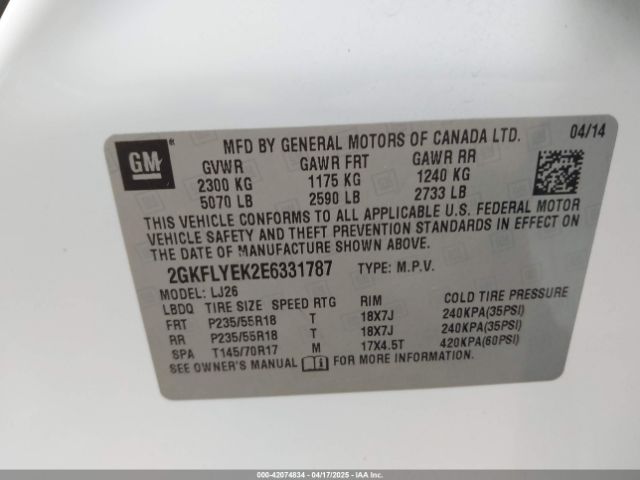 MFD BY GENERAL MOTORS OF CANADA LTD. 04/14
GM
GVWR GAWR FRT GAWR RR
2300 KG 1175 KG 1240 KG
5070 LB 2590 LB 2733 LB
THIS VEHICLE CONFORMS TO ALL APPLICABLE U.S. FEDERAL MOTOR
VEHICLE SAFETY AND THEFT PREVENTION STANDARDS IN EFFECT ON
THE DATE OF MANUFACTURE SHOWN ABOVE.
2GKFLYEK2E6331787 TYPE: M.P.V.
MODEL: LJ26
LBDQ TIRE SIZE SPEED RTG RIM COLD TIRE PRESSURE
FRT P235/55R18 T 18X7J 240KPA(35PSI)
RR P235/55R18 T 18X7J 240KPA(35PSI)
SPA T145/70R17 M 17X4.5T 420KPA(60PSI)
SEE OWNER'S MANUAL FOR MORE INFORMATION
000-42074834 - 04/17/2025 - IAAI.CA